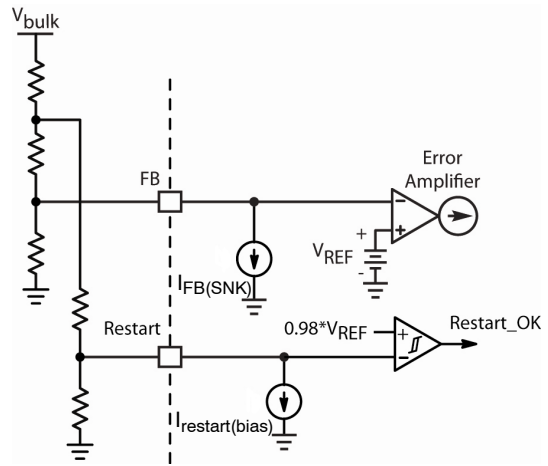 Vbulk
FB
Error
Amplifier
+
-
VREF
IFB(SNK)
Restart
0.98*VREF
Restart_OK
Irestart(bias)